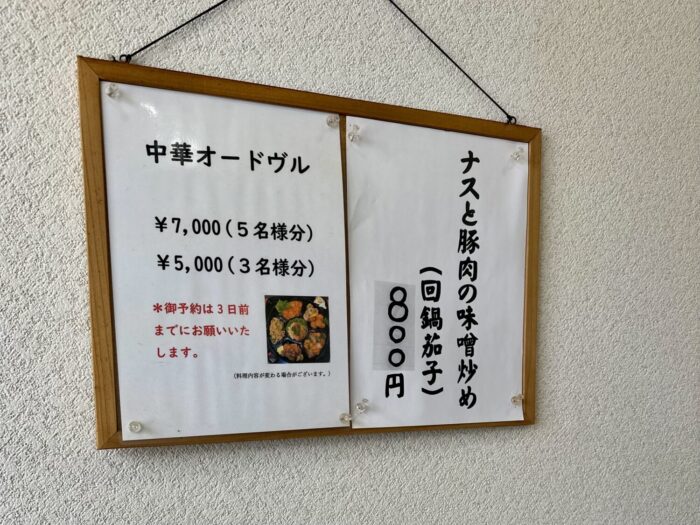 中華オードヴル
￥7,000(５名様分)
￥5,000(３名様分)
＊御予約は３日前
までにお願いいた
します。
(料理内容が変わる場合がございます。)
ナスと豚肉の味噌炒め
(回鍋茄子)
８００円